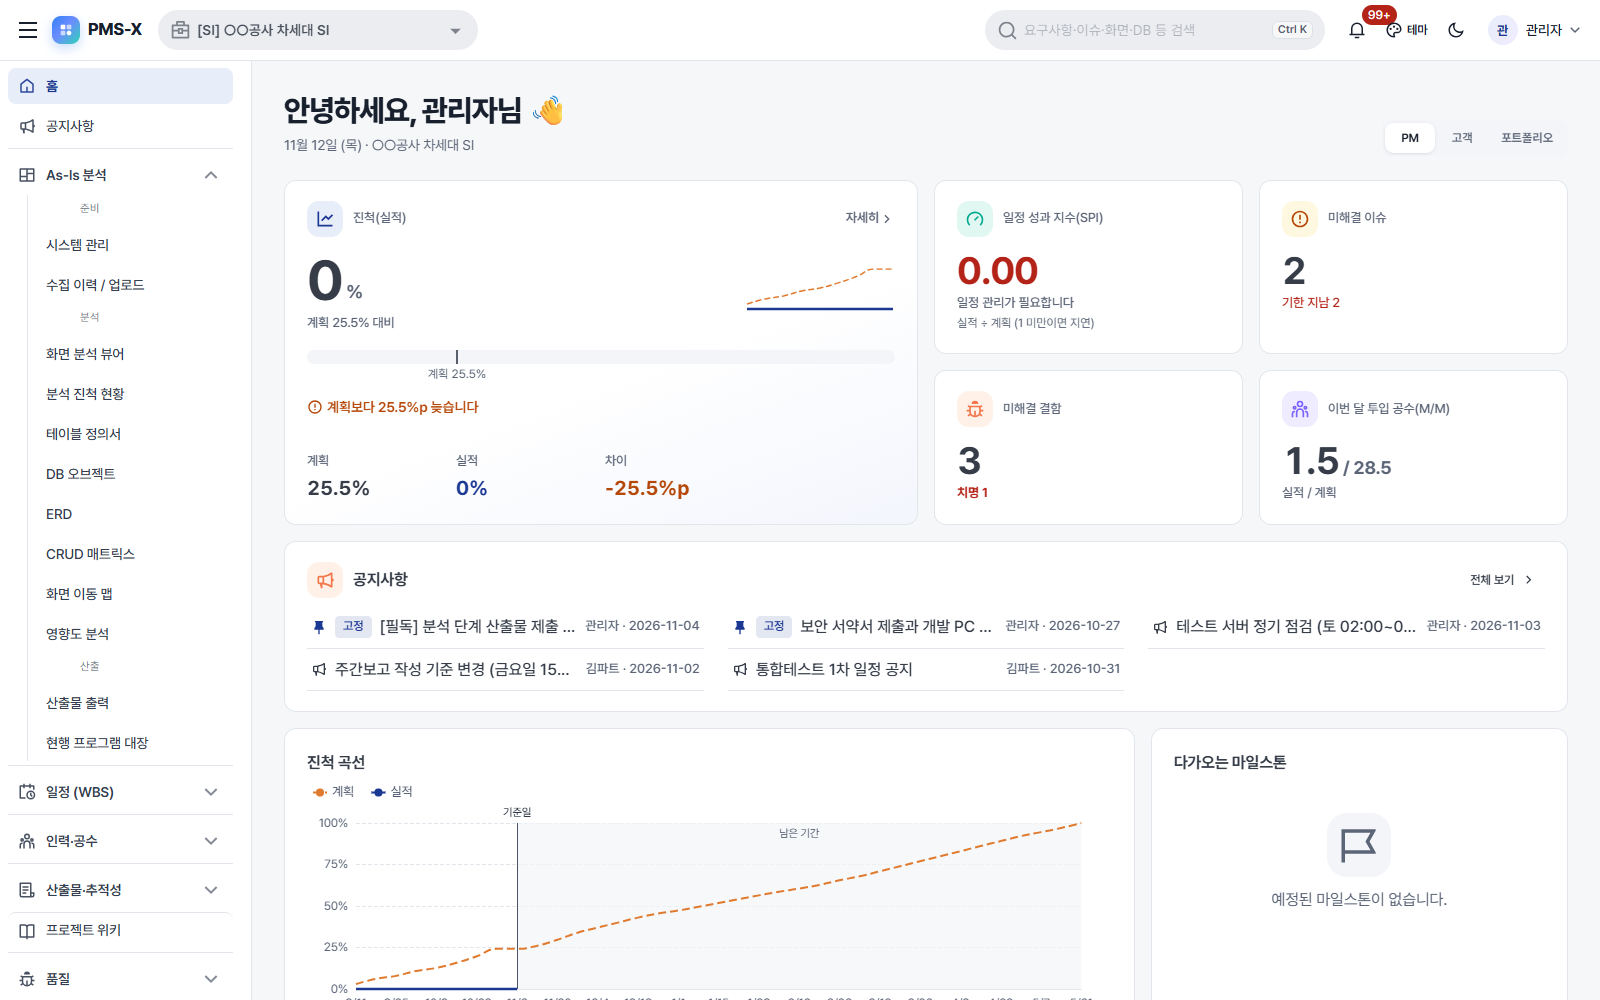 PMS-X
[SI] 〇〇공사 차세대 SI
요구사항·이슈·화면·DB 등 검색
Ctrl K
99+
테마
관
관리자
홈
공지사항
As-Is 분석
준비
시스템 관리
수집 이력 / 업로드
분석
화면 분석 뷰어
분석 진척 현황
테이블 정의서
DB 오브젝트
ERD
CRUD 매트릭스
화면 이동 맵
영향도 분석
산출
산출물 출력
현행 프로그램 대장
일정 (WBS)
인력·공수
산출물·추적성
프로젝트 위키
품질
안녕하세요, 관리자님 👋
11월 12일 (목) · 〇〇공사 차세대 SI
PM
고객
포트폴리오
진척(실적)
자세히
0 %
계획 25.5% 대비
계획 25.5%
계획보다 25.5%p 늦습니다
계획
실적
차이
25.5%
0%
-25.5%p
일정 성과 지수(SPI)
0.00
일정 관리가 필요합니다
실적 ÷ 계획 (1 미만이면 지연)
미해결 이슈
2
기한 지남 2
미해결 결함
3
치명 1
이번 달 투입 공수(M/M)
1.5 / 28.5
실적 / 계획
공지사항
전체 보기
고정 [필독] 분석 단계 산출물 제출 ... 관리자 · 2026-11-04
고정 보안 서약서 제출과 개발 PC ... 관리자 · 2026-10-27
테스트 서버 정기 점검 (토 02:00~0... 관리자 · 2026-11-03
주간보고 작성 기준 변경 (금요일 15... 김파트 · 2026-11-02
통합테스트 1차 일정 공지 김파트 · 2026-10-31
진척 곡선
계획
실적
기준일
남은 기간
100%
75%
50%
25%
0%
다가오는 마일스톤
예정된 마일스톤이 없습니다.